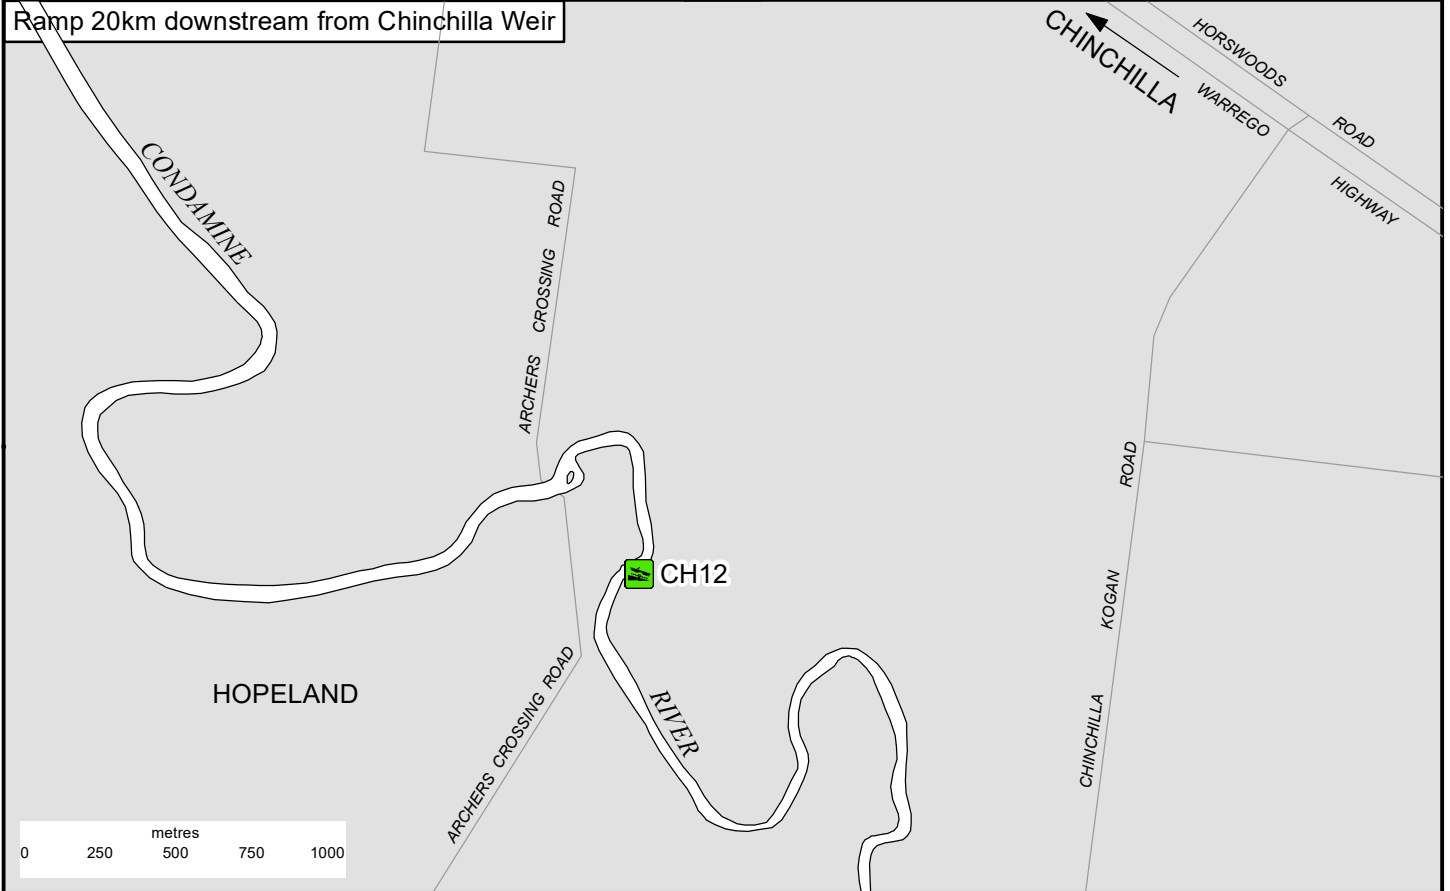 Ramp 20km downstream from Chinchilla Weir
CHINCHILLA
HORSWOODS ROAD
WARREGO HIGHWAY
CONDAMINE
ARCHERS CROSSING ROAD
CH12
CHINCHILLA KOGAN ROAD
HOPELAND
RIVER
ARCHERS CROSSING ROAD
metres
0 250 500 750 1000